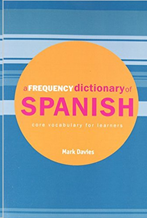 a FREQUENCY dictionary of
SPANISH
core vocabulary for learners
Mark Davies